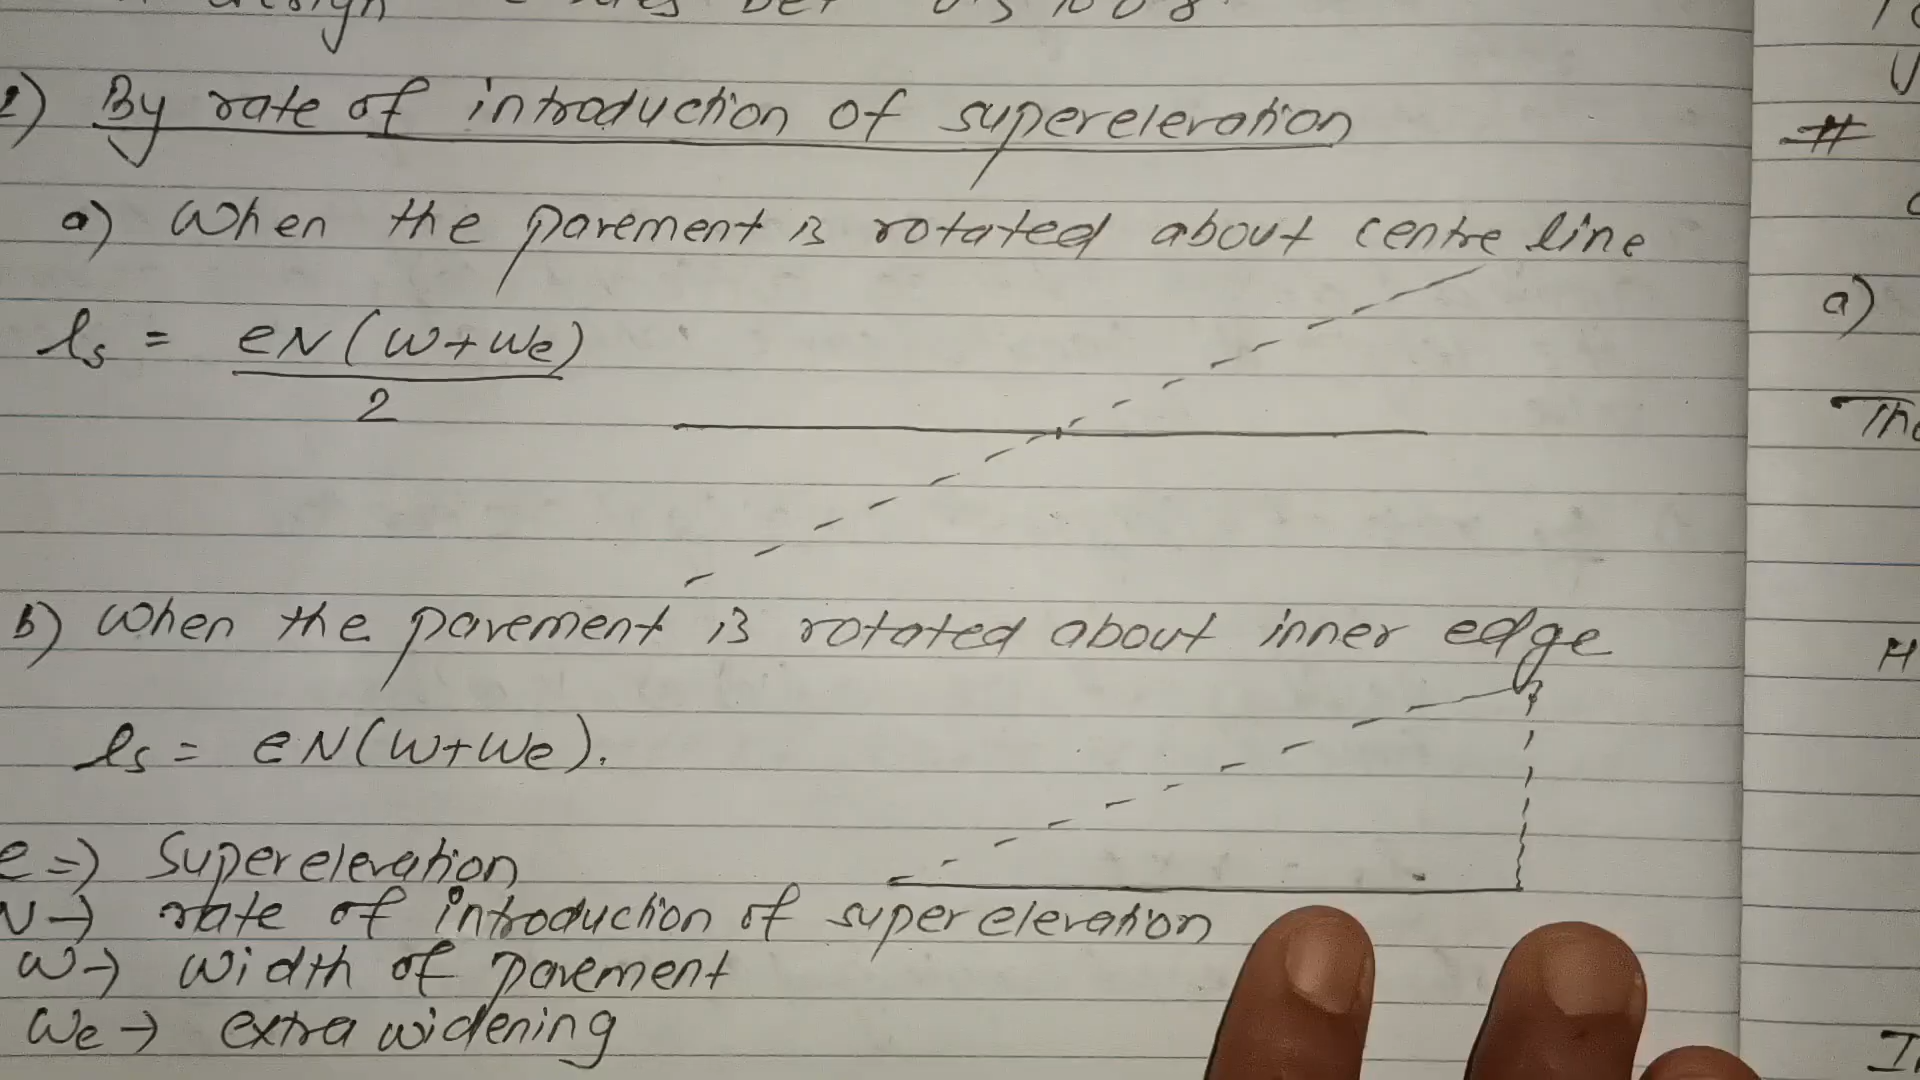 2) By rate of introduction of superelevation
a) When the pavement is rotated about centre line
ls = eN(W+We)
2
b) When the pavement is rotated about inner edge
ls = eN(W+We).
e => Superelevation
N → rate of introduction of superelevation
W → Width of pavement
We → extra widening
#
a)